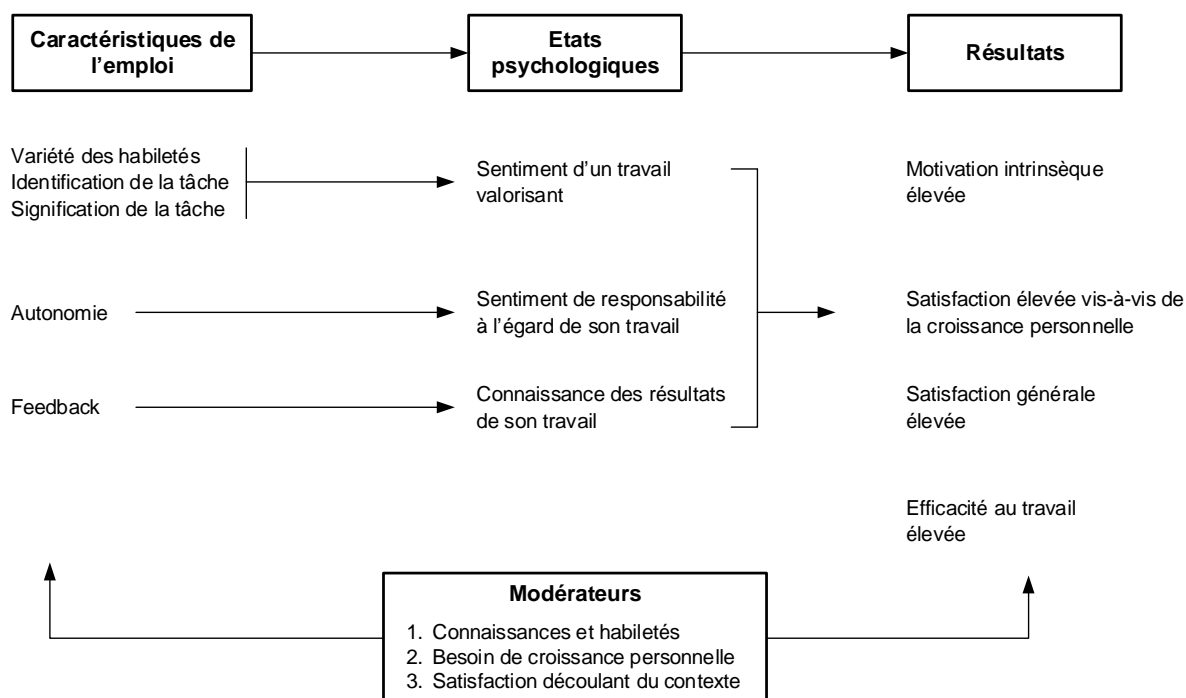 Caractéristiques de
l’emploi
Etats
psychologiques
Résultats
Variété des habiletés
Identification de la tâche
Signification de la tâche
Sentiment d’un travail
valorisant
Motivation intrinsèque
élevée
Autonomie
Sentiment de responsabilité
à l’égard de son travail
Satisfaction élevée vis-à-vis de
la croissance personnelle
Feedback
Connaissance des résultats
de son travail
Satisfaction générale
élevée
Efficacité au travail
élevée
Modérateurs
1. Connaissances et habiletés
2. Besoin de croissance personnelle
3. Satisfaction découlant du contexte